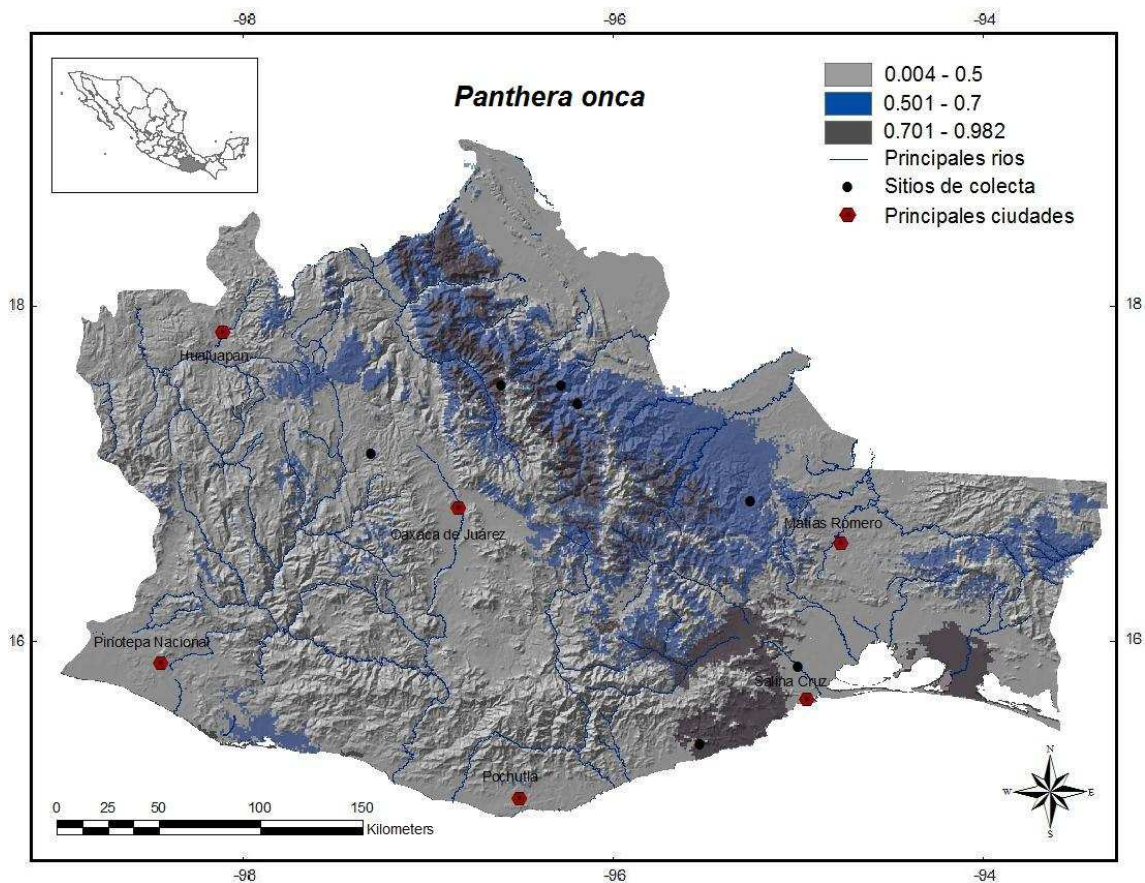 -98
-96
-94
Panthera onca
0.004 - 0.5
0.501 - 0.7
0.701 - 0.982
Principales rios
Sitios de colecta
Principales ciudades
18
18
Huajuapan
Oaxaca de Juárez
Matías Romero
16
16
Pinotepa Nacional
Salina Cruz
Pochutla
0 25 50 100 150
Kilometers
N
W
E
S
-98
-96
-94